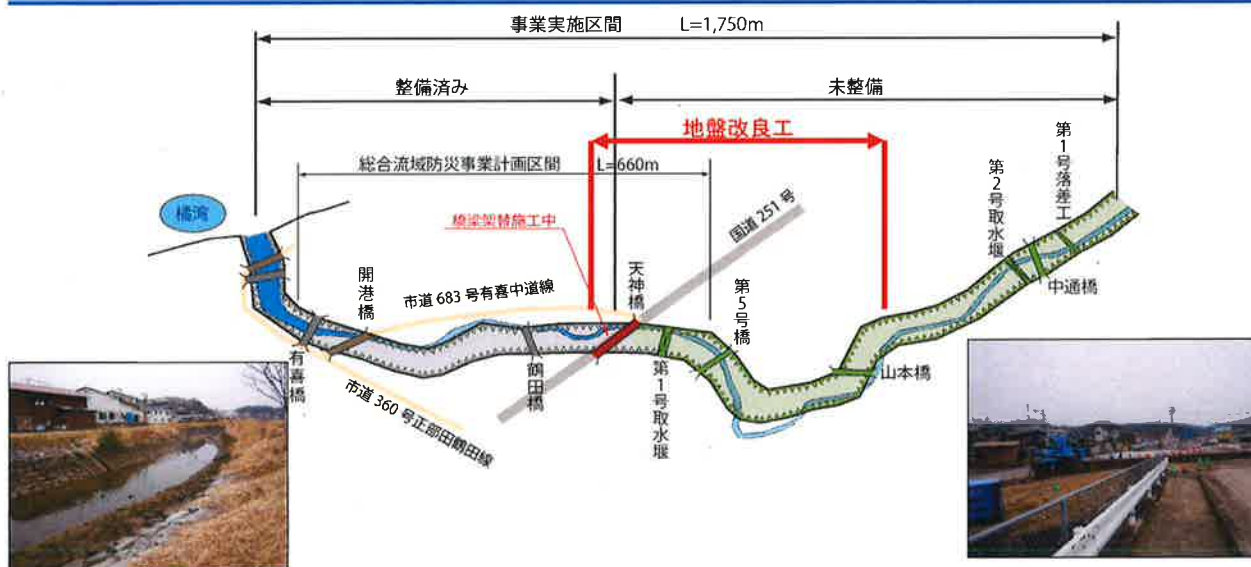 事業実施区間 L=1,750m
整備済み
未整備
地盤改良工
総合流域防災事業計画区間 L=660m
橘湾
橋梁架替施工中
国道 251 号
第1号落差工
第2号取水堰
開港橋
市道 683 号有喜中道線
天神橋
第5号橋
中通橋
有喜橋
市道 360 号正部田鶴田線
鶴田橋
第1号取水堰
山本橋